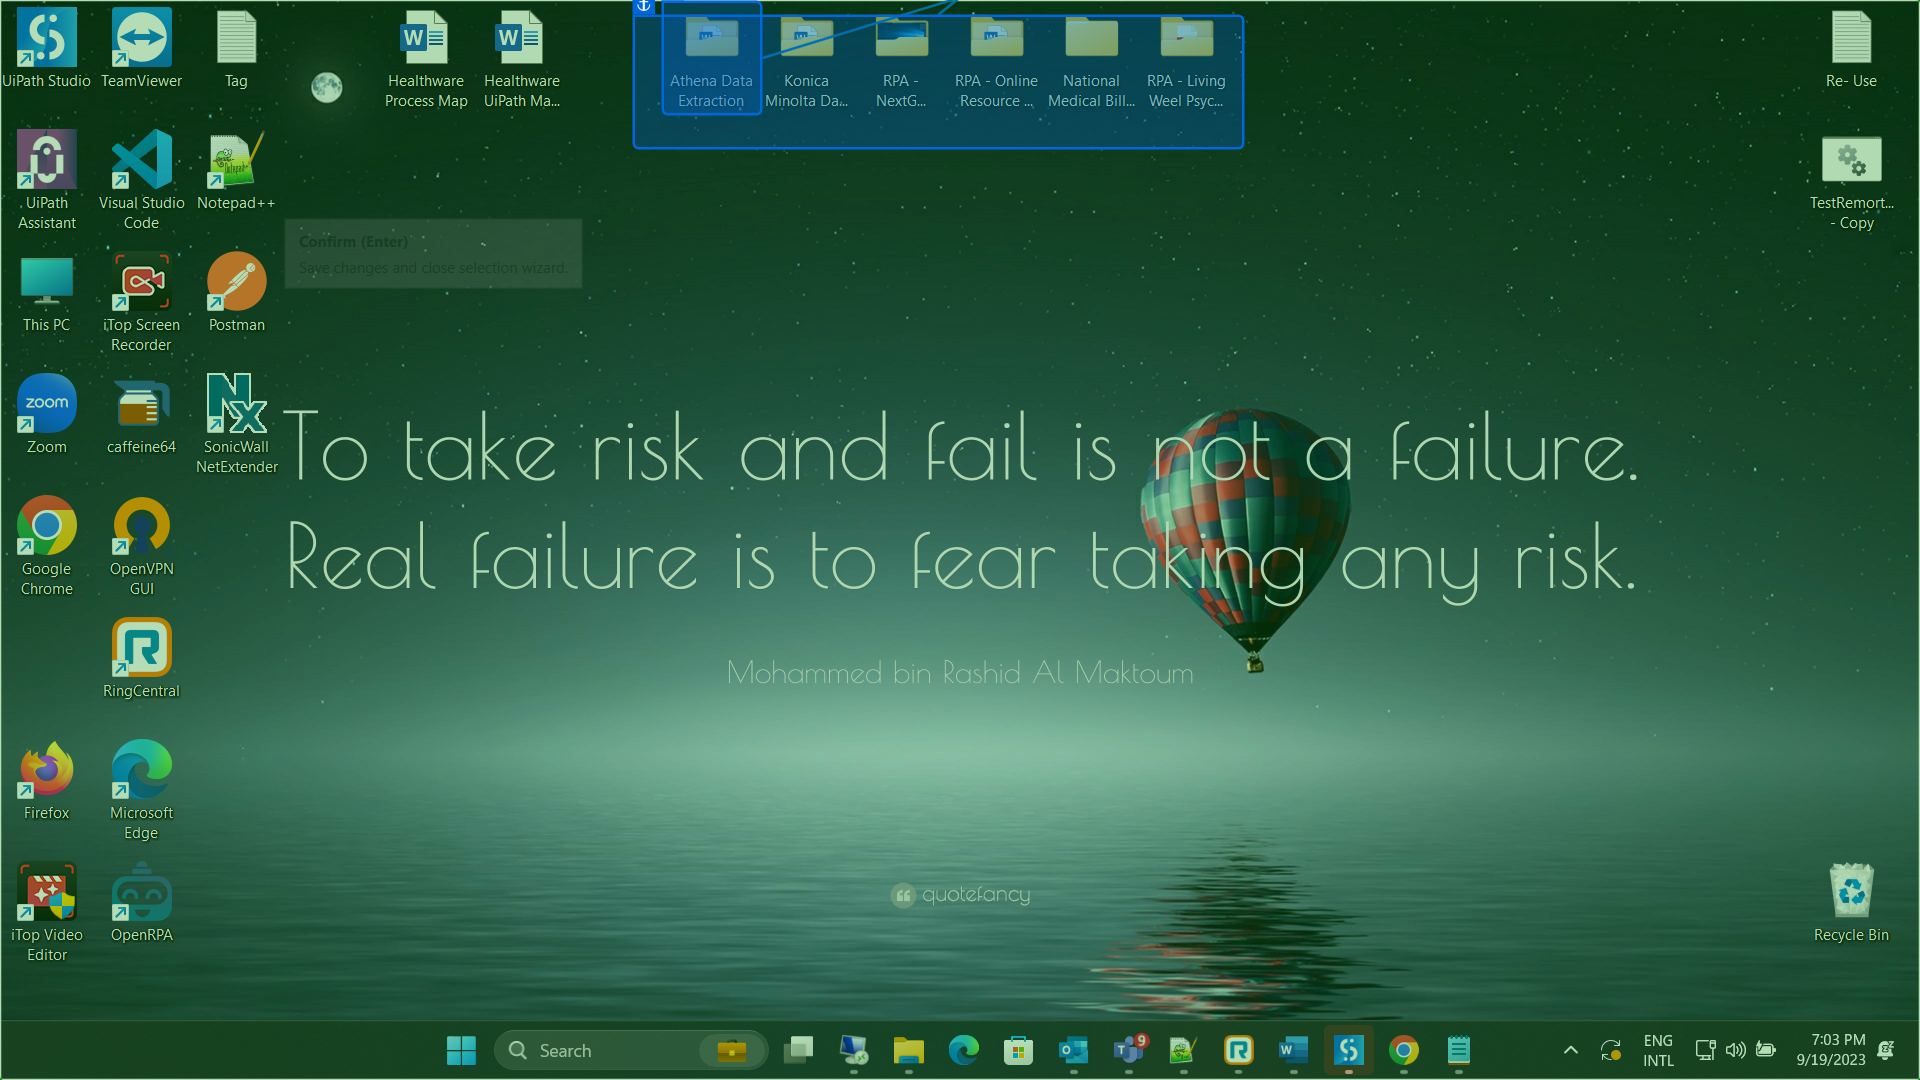 UiPath Studio
TeamViewer
Tag
Healthware
Process Map
Healthware
UiPath Ma...
Athena Data
Extraction
Konica
Minolta Da...
RPA -
NextG...
RPA - Online
Resource ...
National
Medical Bill...
RPA - Living
Weel Psyc...
Re- Use
UiPath
Assistant
Visual Studio
Code
Notepad++
TestRemort...
- Copy
Confirm (Enter)
Save changes and close selection wizard.
This PC
iTop Screen
Recorder
Postman
zoom
Zoom
caffeine64
SonicWall
NetExtender
To take risk and fail is not a failure.
Real failure is to fear taking any risk.
Mohammed bin Rashid Al Maktoum
Google
Chrome
OpenVPN
GUI
RingCentral
Firefox
Microsoft
Edge
iTop Video
Editor
OpenRPA
quotefancy
Recycle Bin
Search
9
ENG
INTL
7:03 PM
9/19/2023